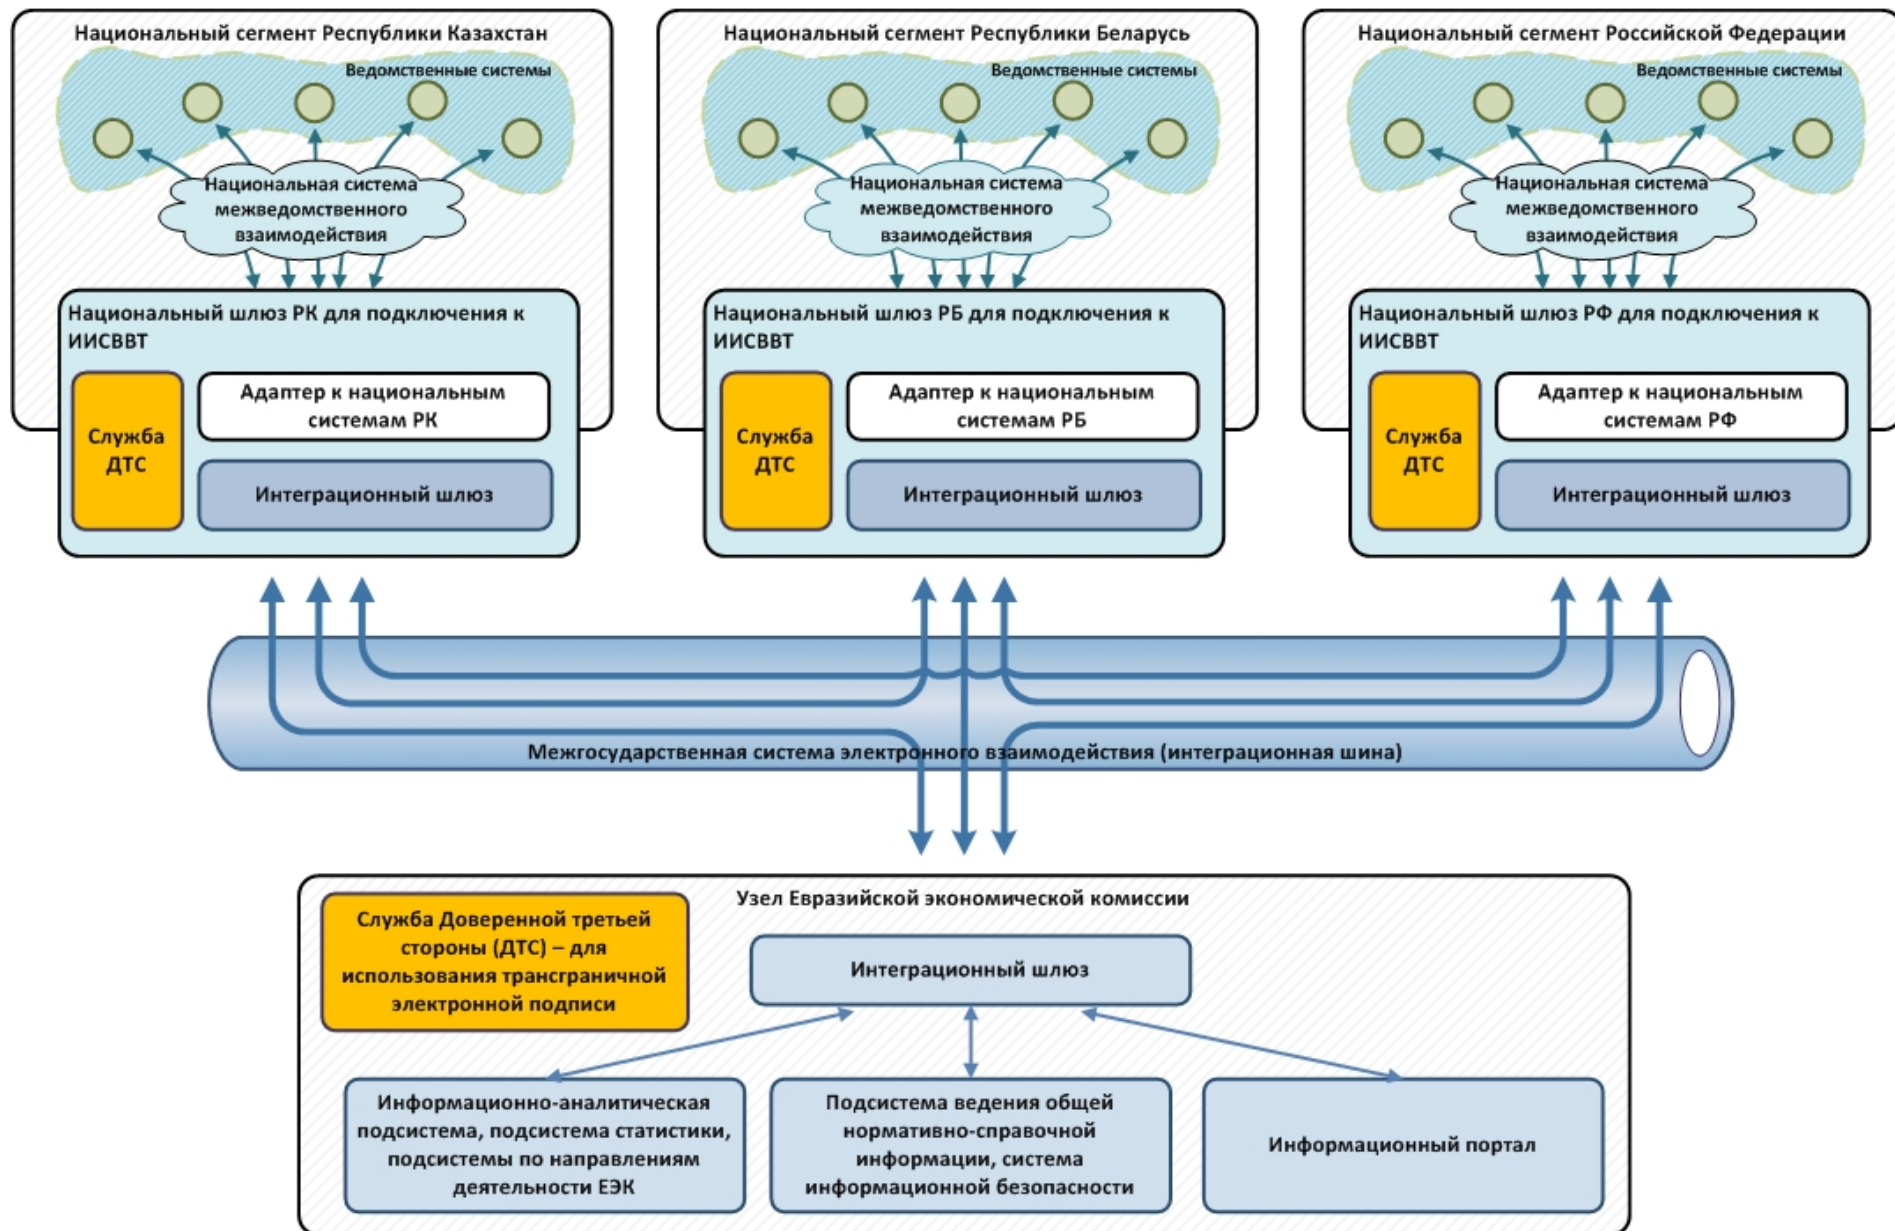 Национальный сегмент Республики Казахстан
Ведомственные системы
Национальная система
межведомственного
взаимодействия
Национальный шлюз РК для подключения к
ИИСВВТ
Служба
ДТС
Адаптер к национальным
системам РК
Интеграционный шлюз
Национальный сегмент Республики Беларусь
Ведомственные системы
Национальная система
межведомственного
взаимодействия
Национальный шлюз РБ для подключения к
ИИСВВТ
Служба
ДТС
Адаптер к национальным
системам РБ
Интеграционный шлюз
Национальный сегмент Российской Федерации
Ведомственные системы
Национальная система
межведомственного
взаимодействия
Национальный шлюз РФ для подключения к
ИИСВВТ
Служба
ДТС
Адаптер к национальным
системам РФ
Интеграционный шлюз
Межгосударственная система электронного взаимодействия (интеграционная шина)
Узел Евразийской экономической комиссии
Служба Доверенной третьей
стороны (ДТС) – для
использования трансграничной
электронной подписи
Интеграционный шлюз
Информационно-аналитическая
подсистема, подсистема статистики,
подсистемы по направлениям
деятельности ЕЭК
Подсистема ведения общей
нормативно-справочной
информации, система
информационной безопасности
Информационный портал